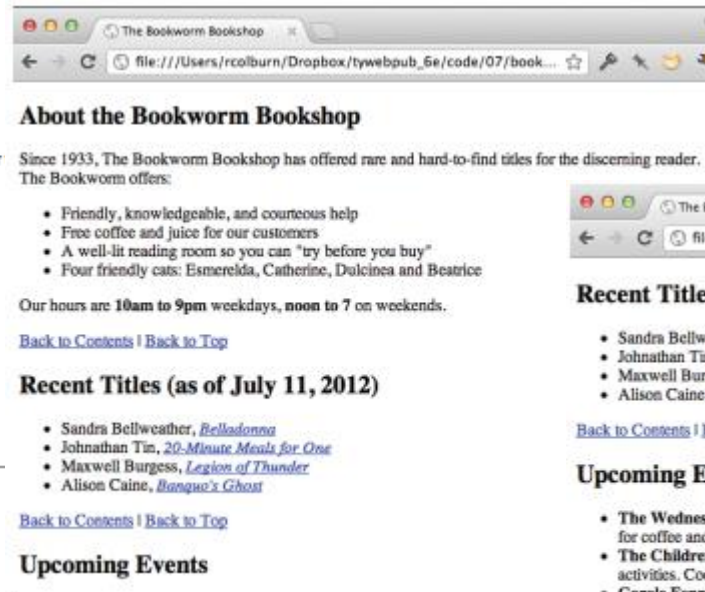 The Bookworm Bookshop
file:///Users/rcolburn/Dropbox/tywebpub_6e/code/07/book...
About the Bookworm Bookshop
Since 1933, The Bookworm Bookshop has offered rare and hard-to-find titles for the discerning reader.
The Bookworm offers:
• Friendly, knowledgeable, and courteous help
• Free coffee and juice for our customers
• A well-lit reading room so you can "try before you buy"
• Four friendly cats: Esmerelda, Catherine, Dulcinea and Beatrice
Our hours are 10am to 9pm weekdays, noon to 7 on weekends.
Back to Contents | Back to Top
Recent Titles (as of July 11, 2012)
• Sandra Bellweather, Belladonna
• Johnathan Tin, 20-Minute Meals for One
• Maxwell Burgess, Legion of Thunder
• Alison Caine, Banquo's Ghost
Back to Contents | Back to Top
Upcoming Events
The
fil
Recent Title
• Sandra Bellw
• Johnathan Ti
• Maxwell Bur
• Alison Caine
Back to Contents |
Upcoming E
• The Wednes
for coffee and
• The Childre
activities. Coo